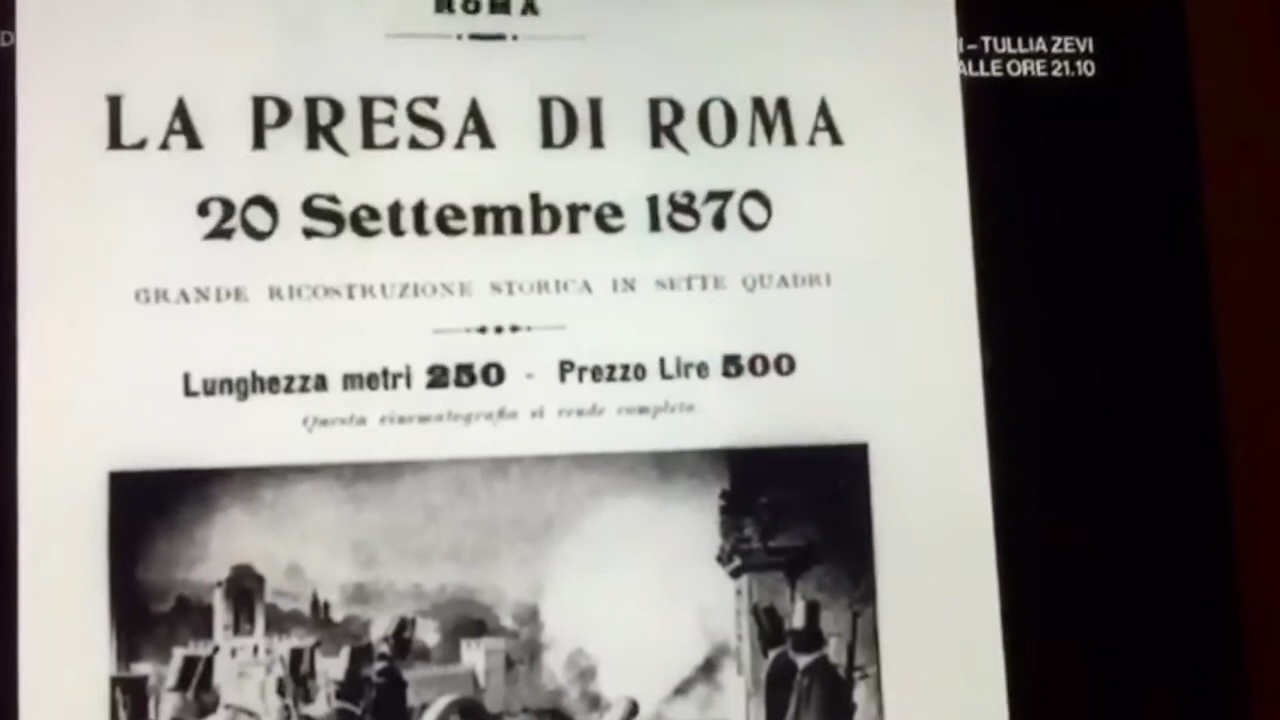 ROMA
I – TULLIA ZEVI
ALLE ORE 21.10
LA PRESA DI ROMA
20 Settembre 1870
GRANDE RICOSTRUZIONE STORICA IN SETTE QUADRI
Lunghezza metri 250 - Prezzo Lire 500
Questa cinematografia si vende completa.